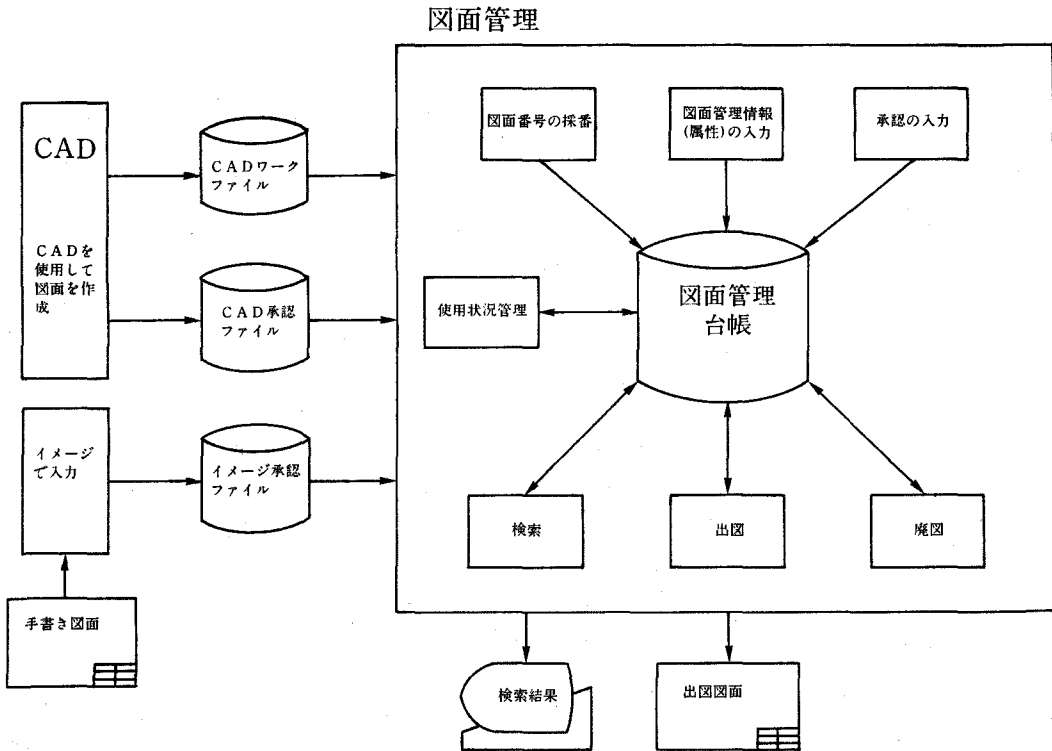 図面管理
CAD
CADを
使用して
図面を作
成
CADワーク
ファイル
CAD承認
ファイル
イメージ
で入力
イメージ承認
ファイル
手書き図面
図面番号の採番
図面管理情報
(属性)の入力
承認の入力
使用状況管理
図面管理
台帳
検索
出図
廃図
検索結果
出図図面